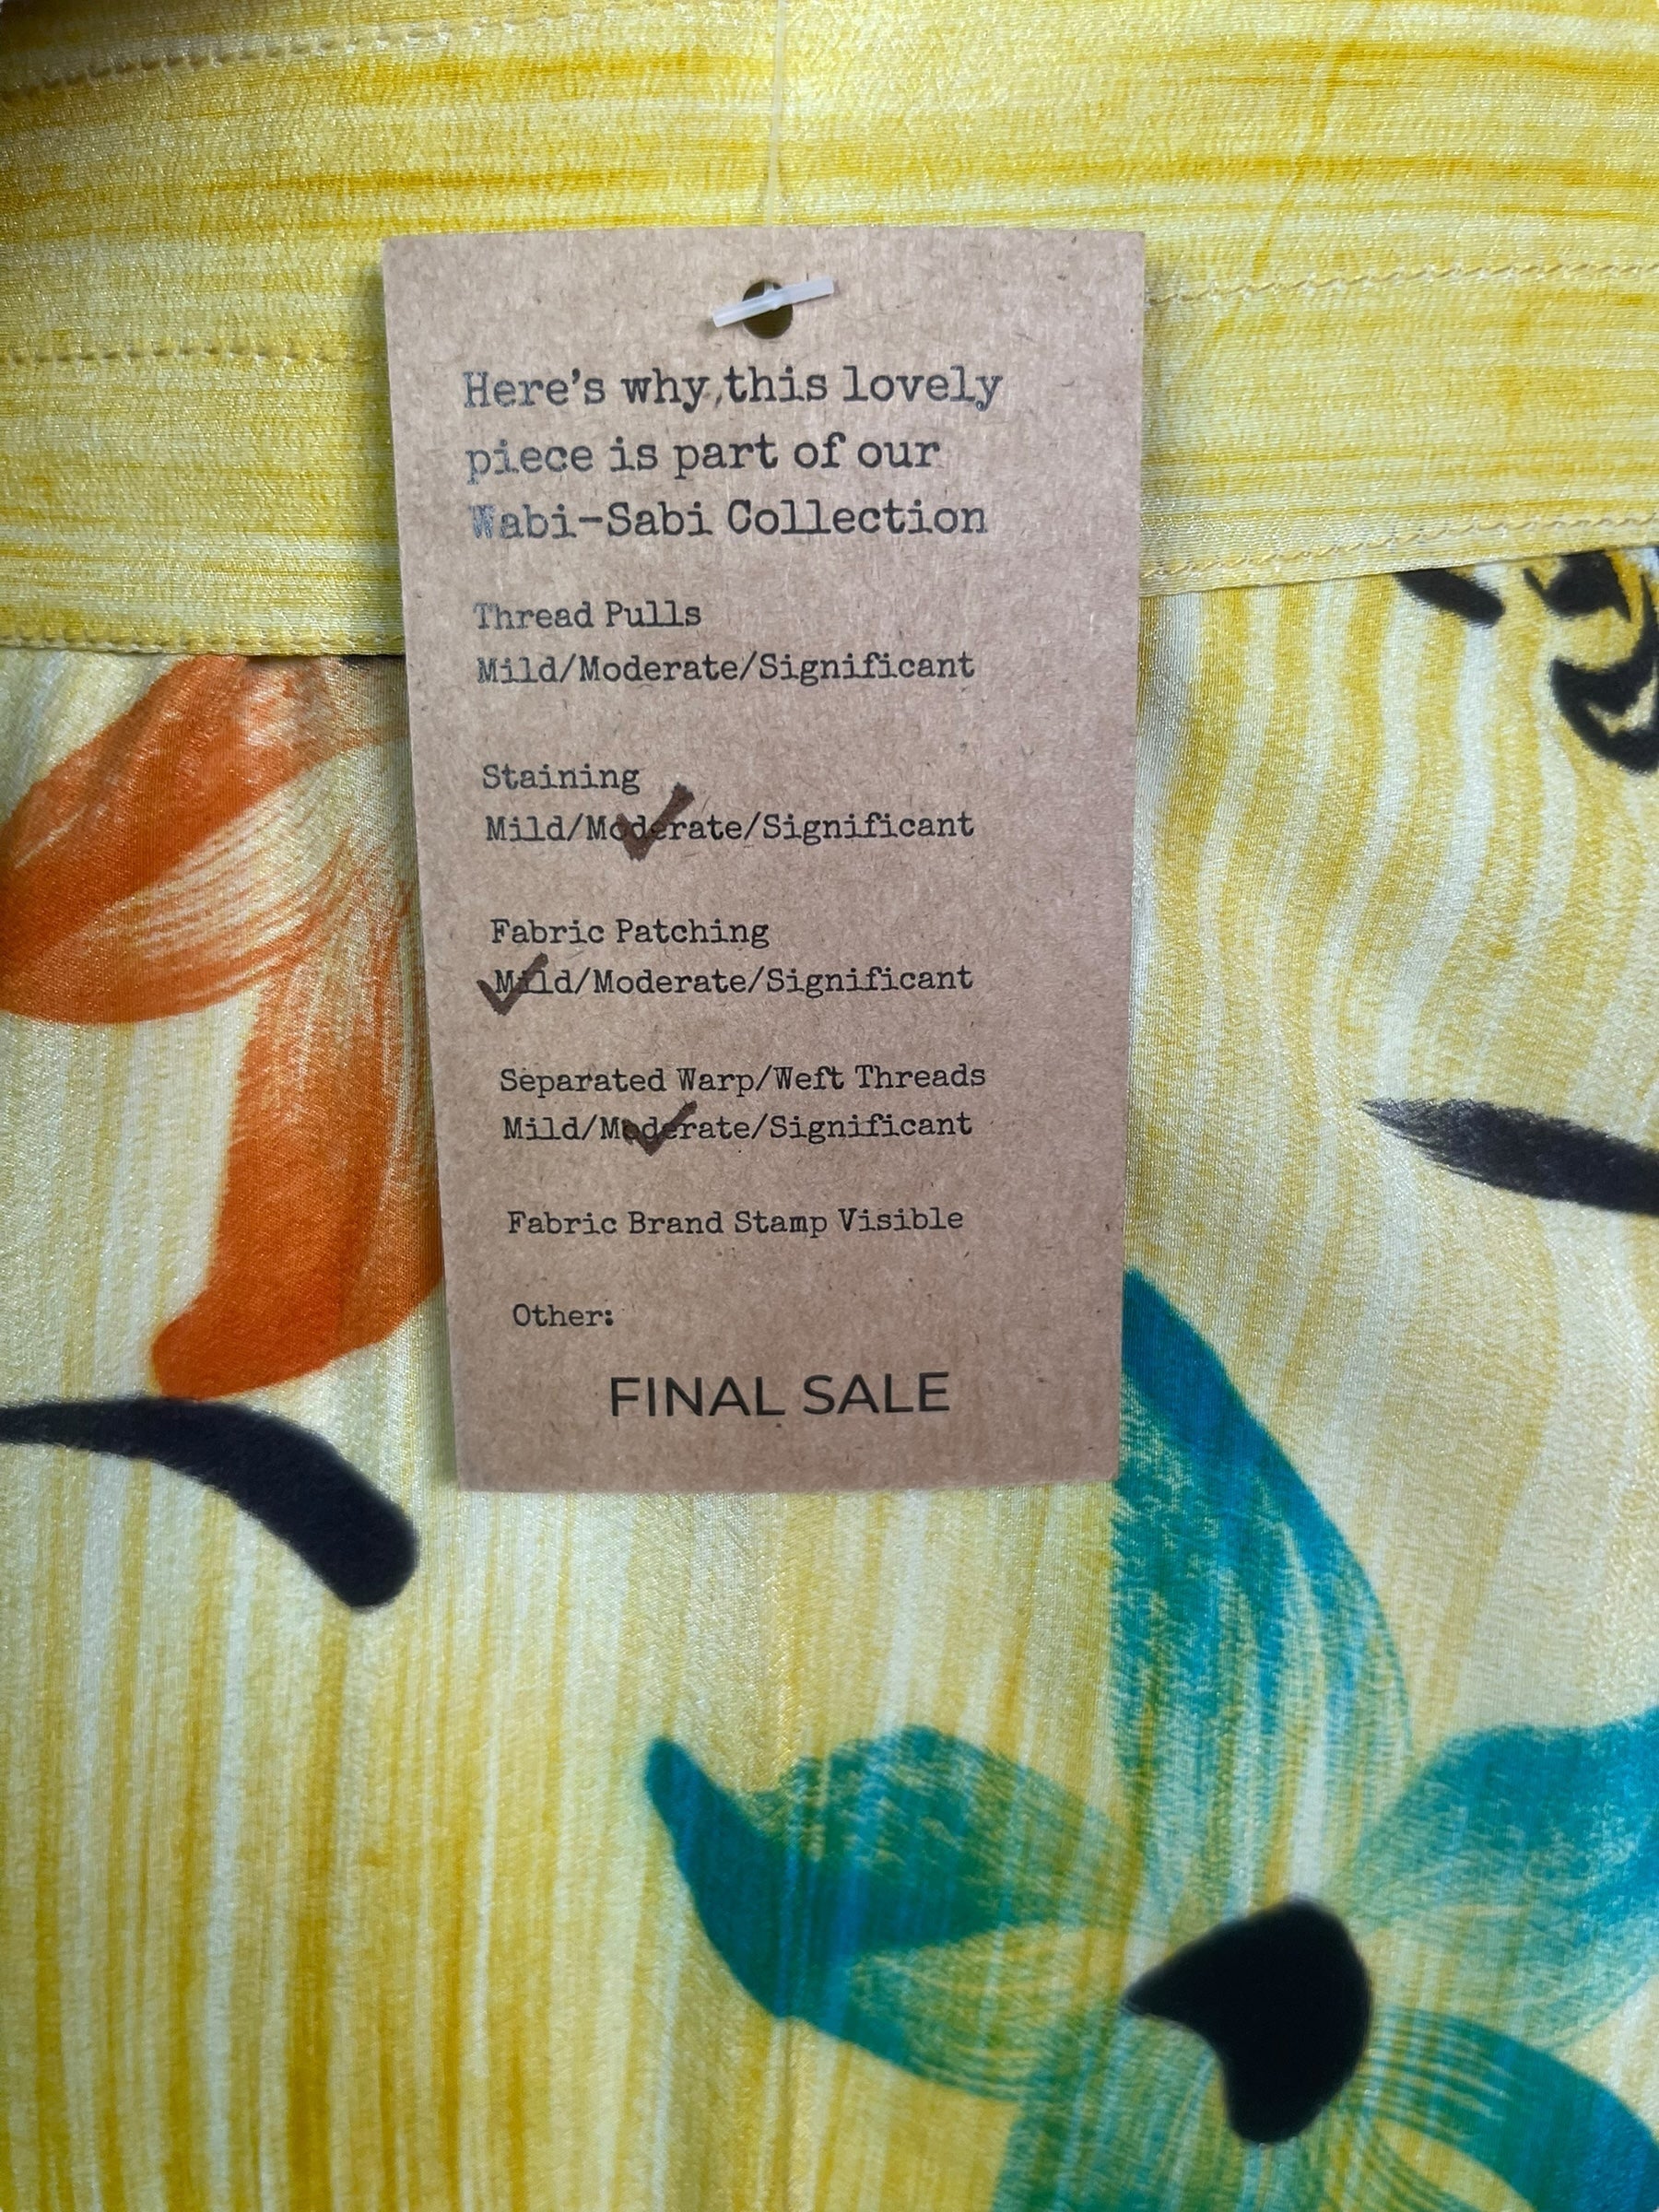 Here's why this lovely
piece is part of our
Wabi-Sabi Collection
Thread Pulls
Mild/Moderate/Significant
Staining
Mild/Moderate/Significant
Fabric Patching
Mild/Moderate/Significant
Separated Warp/Weft Threads
Mild/Moderate/Significant
Fabric Brand Stamp Visible
Other:
FINAL SALE